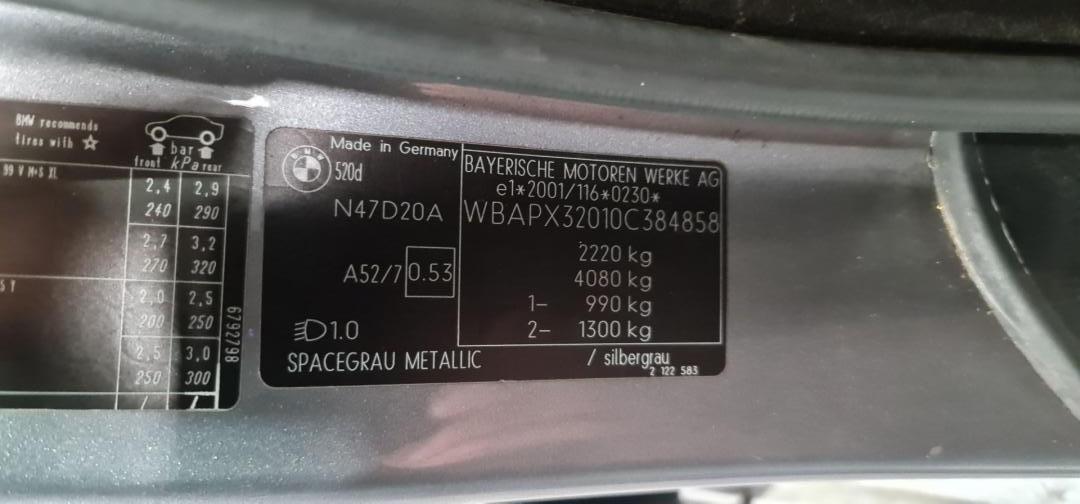 BMW recommends
tires with ☆
bar
front kPa rear
99 V M+S XL
2,4 2,9
240 290
2,7 3,2
270 320
2,0 2,5
200 250
2,5 3,0
250 300
6792798
BMW
Made in Germany
520d
N47D20A
A52/7 0.53
1.0
SPACEGRAU METALLIC
BAYERISCHE MOTOREN WERKE AG
e1*2001/116*0230*
WBAPX32010C384858
2220 kg
4080 kg
1- 990 kg
2- 1300 kg
/ silbergrau
2 122 583